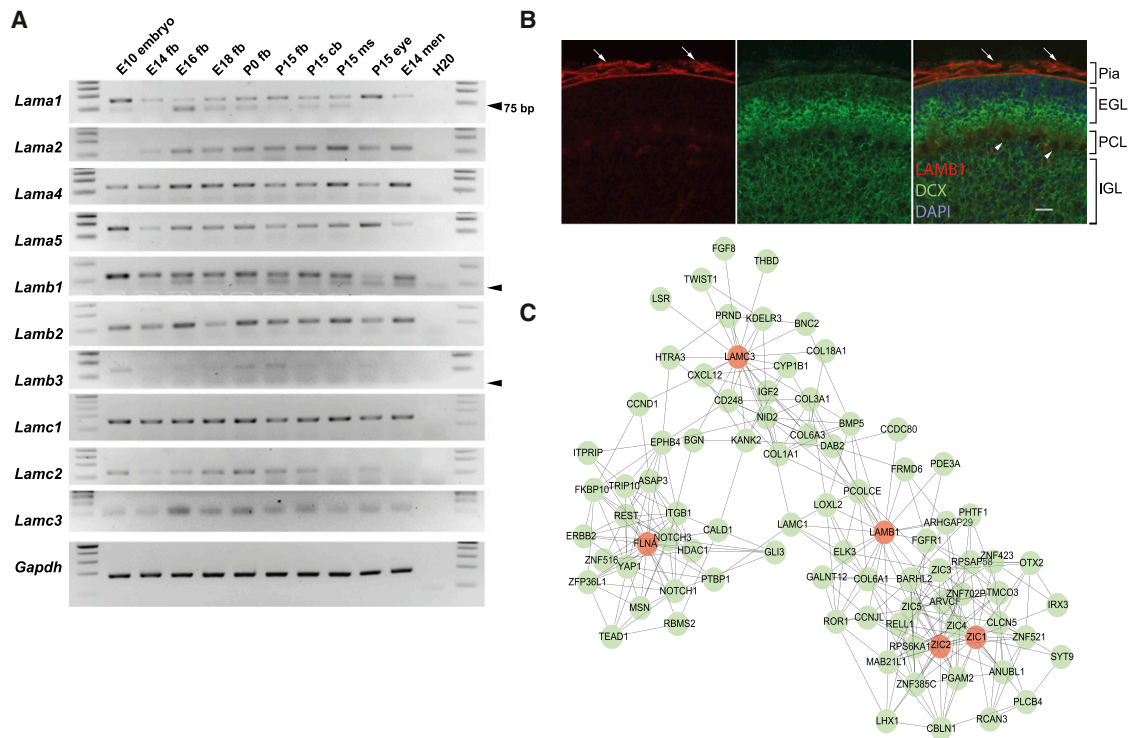 A
E10 embryo
E14 fb
E16 fb
E18 fb
P0 fb
P15 fb
P15 cb
P15 ms
P15 eye
E14 men
H20
Lama1
75 bp
Lama2
Lama4
Lama5
Lamb1
Lamb2
Lamb3
Lamc1
Lamc2
Lamc3
Gapdh
B
Pia
EGL
PCL
IGL
LAMB1
DCX
DAPI
C
FGF8
THBD
TWIST1
LSR
PRND
KDELR3
BNC2
HTRA3
LAMC3
COL18A1
CYP1B1
CXCL12
IGF2
CD248
COL3A1
CCND1
NID2
BMP5
CCDC80
EPHB4
BGN
KANK2
COL6A3
DAB2
ITPRIP
COL1A1
FRMD6
PDE3A
ASAP3
TRIP10
FKBP10
PCOLCE
LOXL2
REST
ITGB1
PHTF1
ARHGAP29
LAMC1
LAMB1
ERBB2
NOTCH3
CALD1
FLNA
HDAC1
GLI3
FGFR1
ZNF423
ELK3
ZNF516
YAP1
ZIC3
RPSAP58
OTX2
ZFP36L1
PTBP1
GALNT12
COL6A1
BARHL2
NOTCH1
ZNF702P
TMCO3
MSN
ZIC5
ARVCF
IRX3
RBMS2
ROR1
CCNJL
RELL1
ZIC4
CLCN5
TEAD1
RPS6KA1
ZIC2
ZIC1
ZNF521
MAB21L1
SYT9
ZNF385C
PGAM2
ANUBL1
PLCB4
LHX1
CBLN1
RCAN3